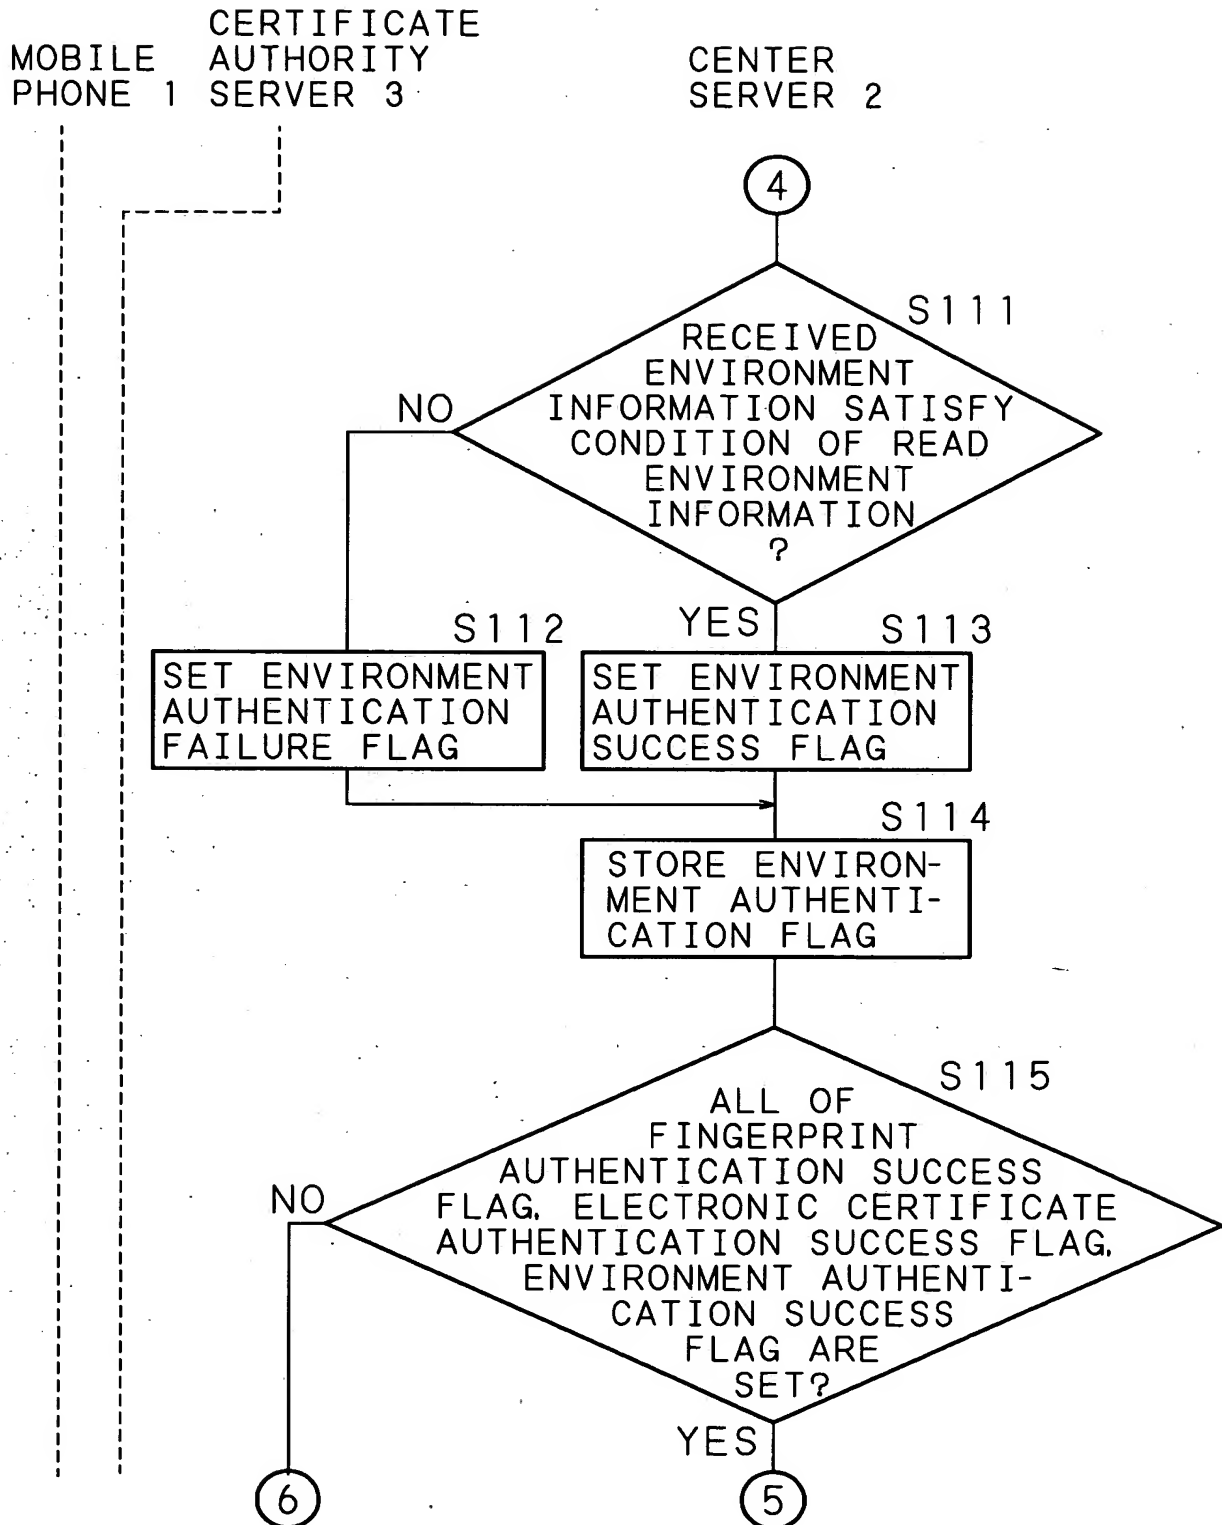 CERTIFICATE
MOBILE AUTHORITY
PHONE 1 SERVER 3
CENTER
SERVER 2
4
S111
RECEIVED
ENVIRONMENT
INFORMATION SATISFY
CONDITION OF READ
ENVIRONMENT
INFORMATION
?
NO
YES
S112
SET ENVIRONMENT
AUTHENTICATION
FAILURE FLAG
S113
SET ENVIRONMENT
AUTHENTICATION
SUCCESS FLAG
S114
STORE ENVIRON-
MENT AUTHENTI-
CATION FLAG
S115
ALL OF
FINGERPRINT
AUTHENTICATION SUCCESS
FLAG, ELECTRONIC CERTIFICATE
AUTHENTICATION SUCCESS FLAG,
ENVIRONMENT AUTHENTI-
CATION SUCCESS
FLAG ARE
SET?
NO
YES
6
5